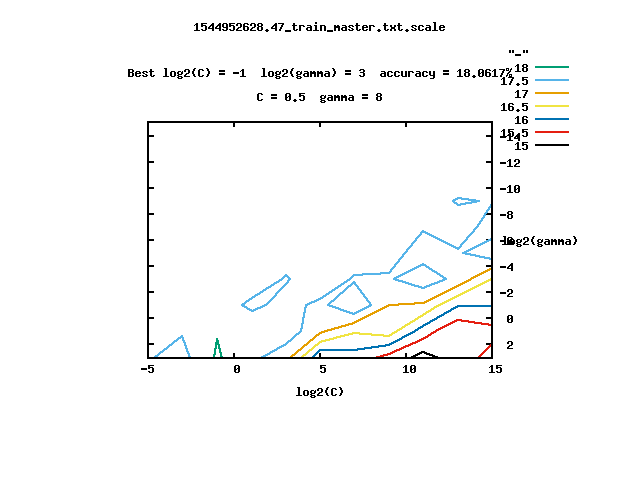 1544952628.47_train_master.txt.scale
"_"
Best log2(C) = -1  log2(gamma) = 3  accuracy = 18.0617%
18
17.5
C = 0.5  gamma = 8
17
16.5
16
15.5
15
-14
-12
-10
-8
-6
log2(gamma)
-4
-2
0
2
-5 0 5 10 15
log2(C)